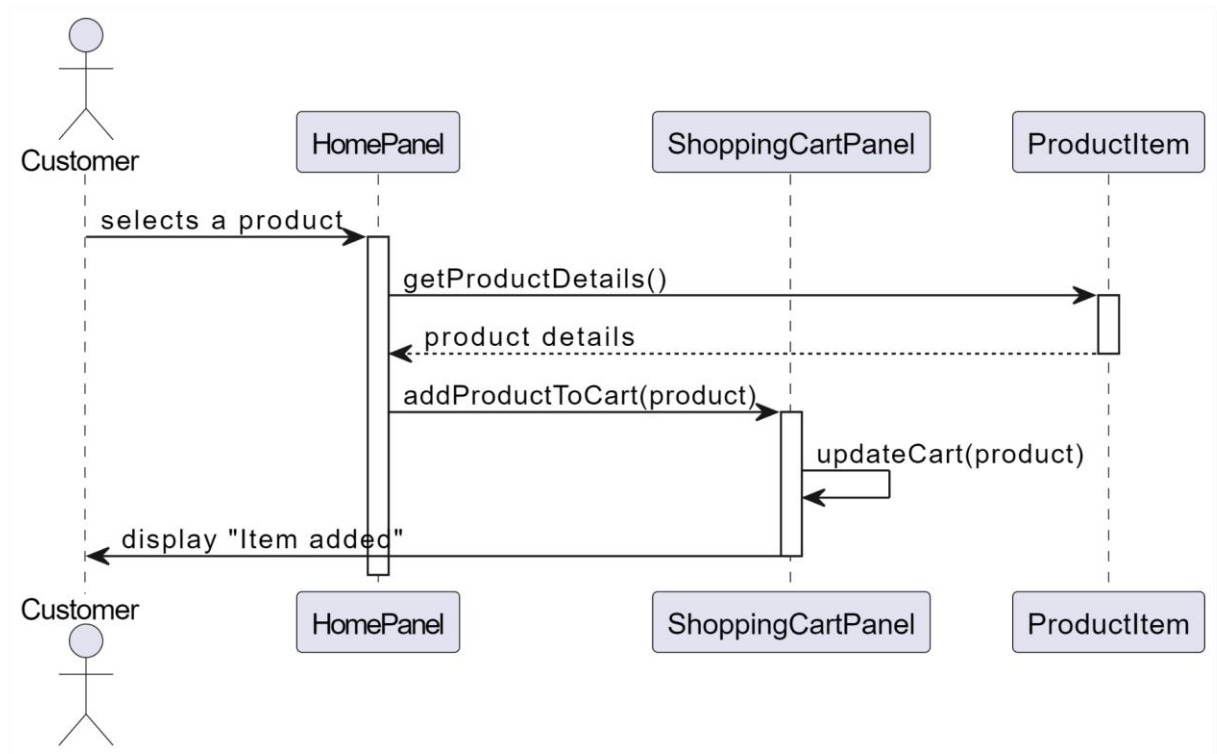 Customer
HomePanel
ShoppingCartPanel
ProductItem
selects a product
getProductDetails()
product details
addProductToCart(product)
updateCart(product)
display "Item added"
Customer
HomePanel
ShoppingCartPanel
ProductItem